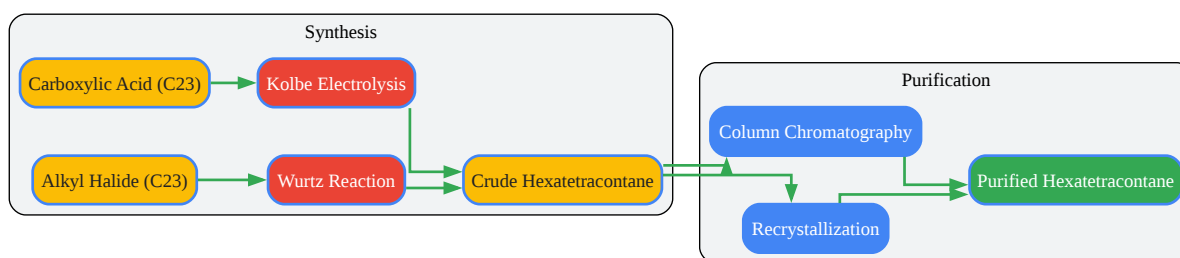 Synthesis
Carboxylic Acid (C23)
Kolbe Electrolysis
Alkyl Halide (C23)
Wurtz Reaction
Crude Hexatetracontane
Purification
Column Chromatography
Recrystallization
Purified Hexatetracontane